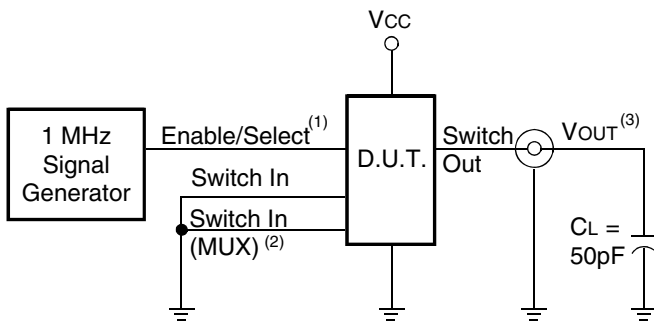 VCC
1 MHz
Signal
Generator
Enable/Select(1)
D.U.T.
Switch
Out
VOUT (3)
Switch In
Switch In
(MUX) (2)
CL =
50pF